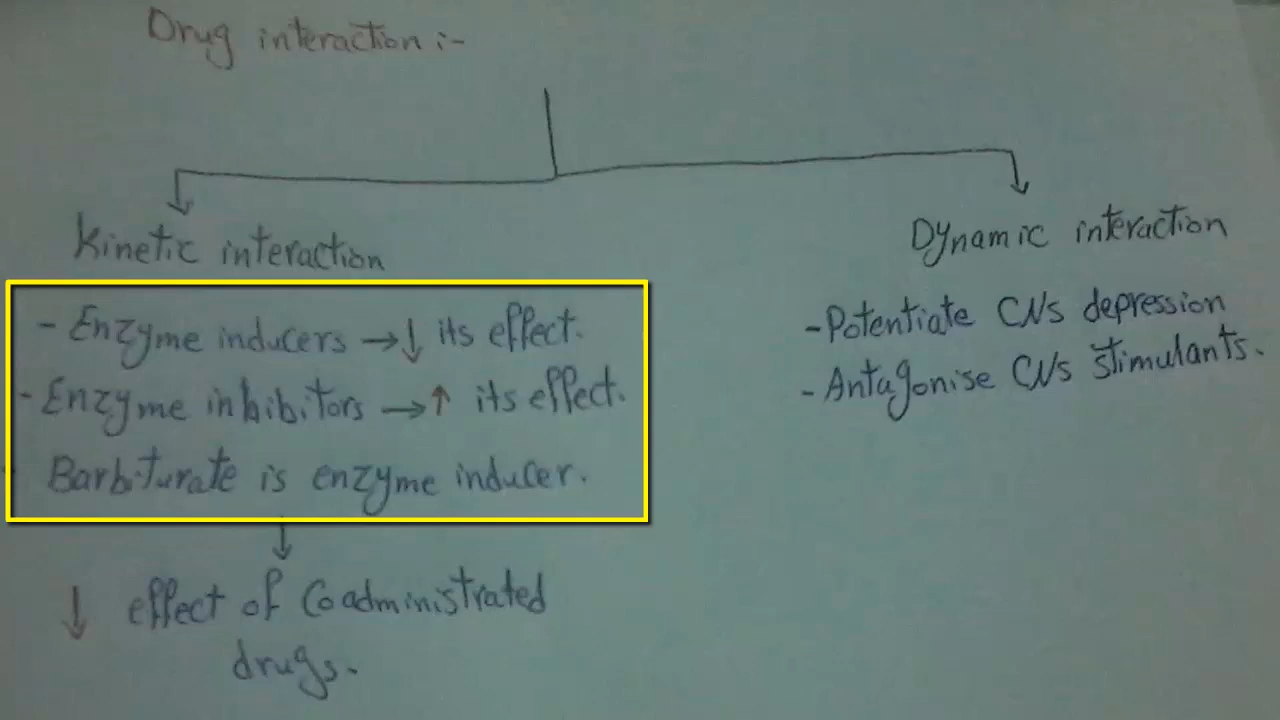 Drug interaction :-
Kinetic interaction
- Enzyme inducers → ↓ its effect.
- Enzyme inhibitors → ↑ its effect.
Barbiturate is enzyme inducer.
↓ effect of Coadministrated
drugs.
Dynamic interaction
- Potentiate CNS depression
- Antagonise CNS stimulants.